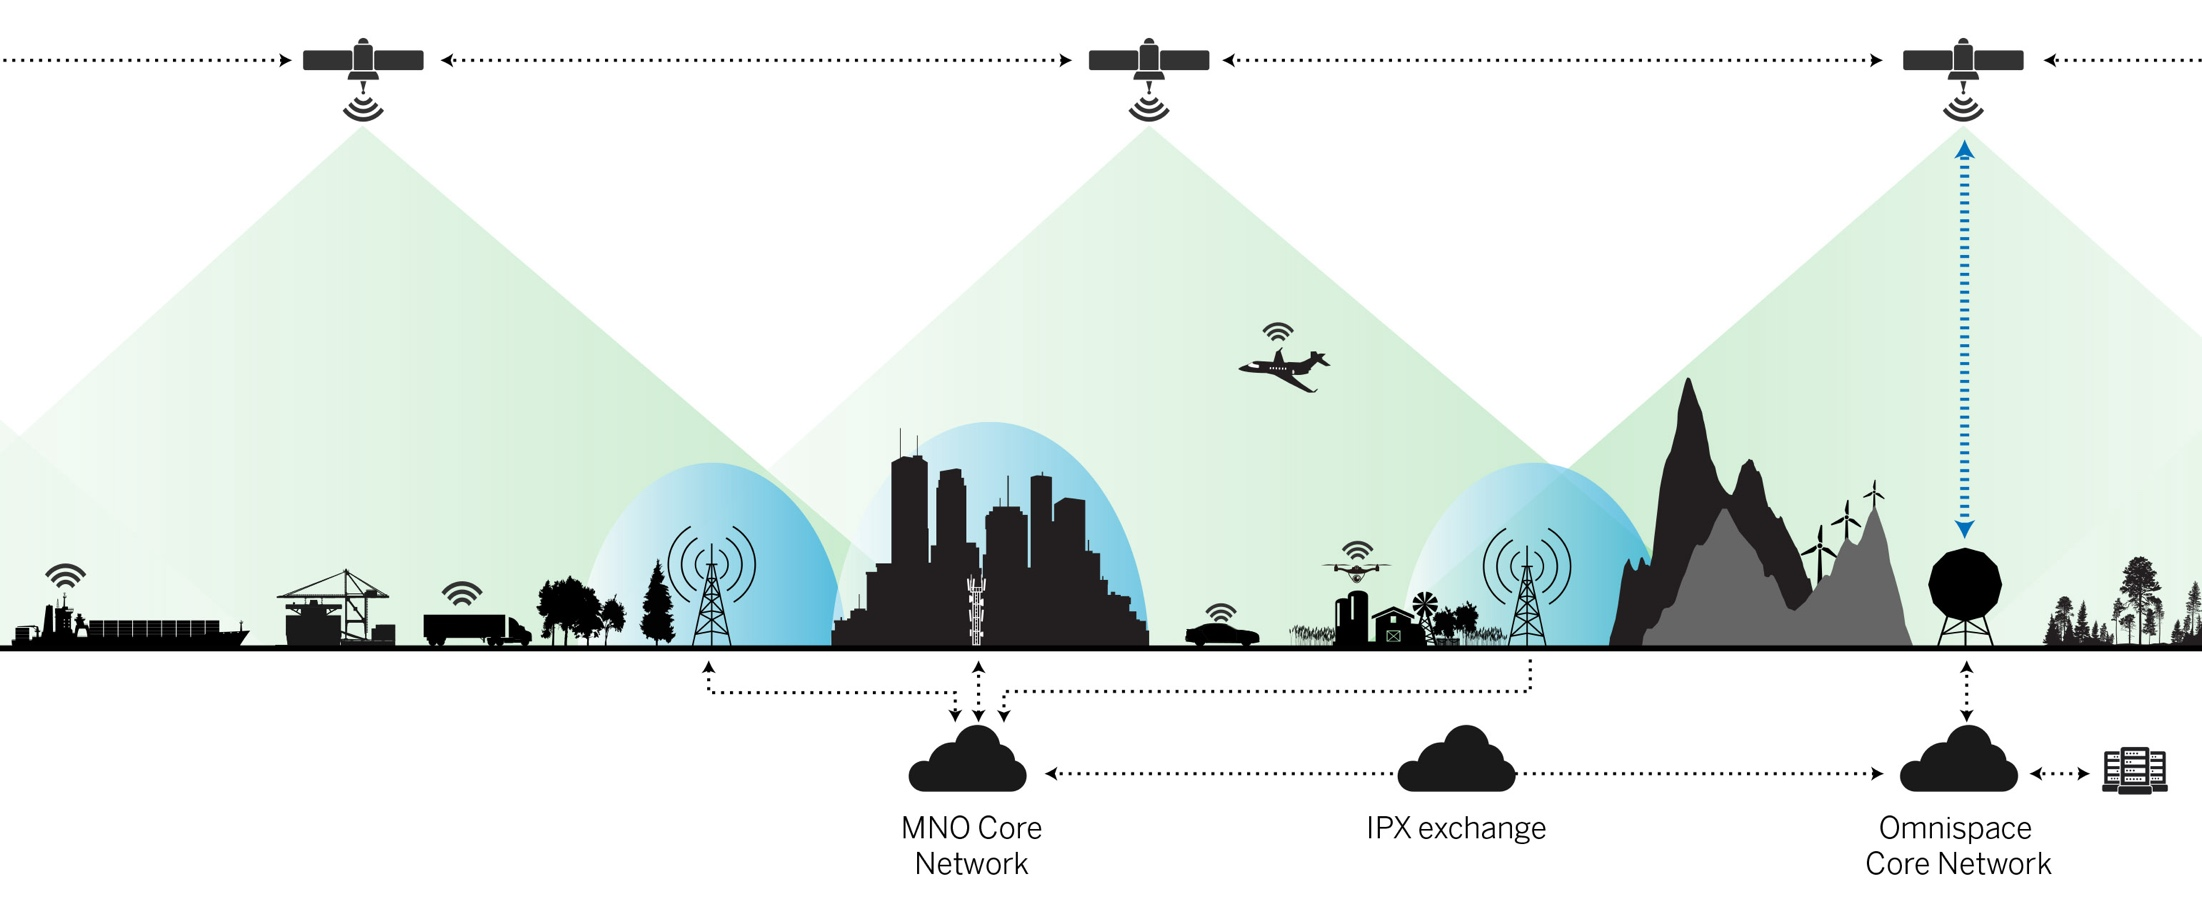 MNO Core
Network
IPX exchange
Omnispace
Core Network